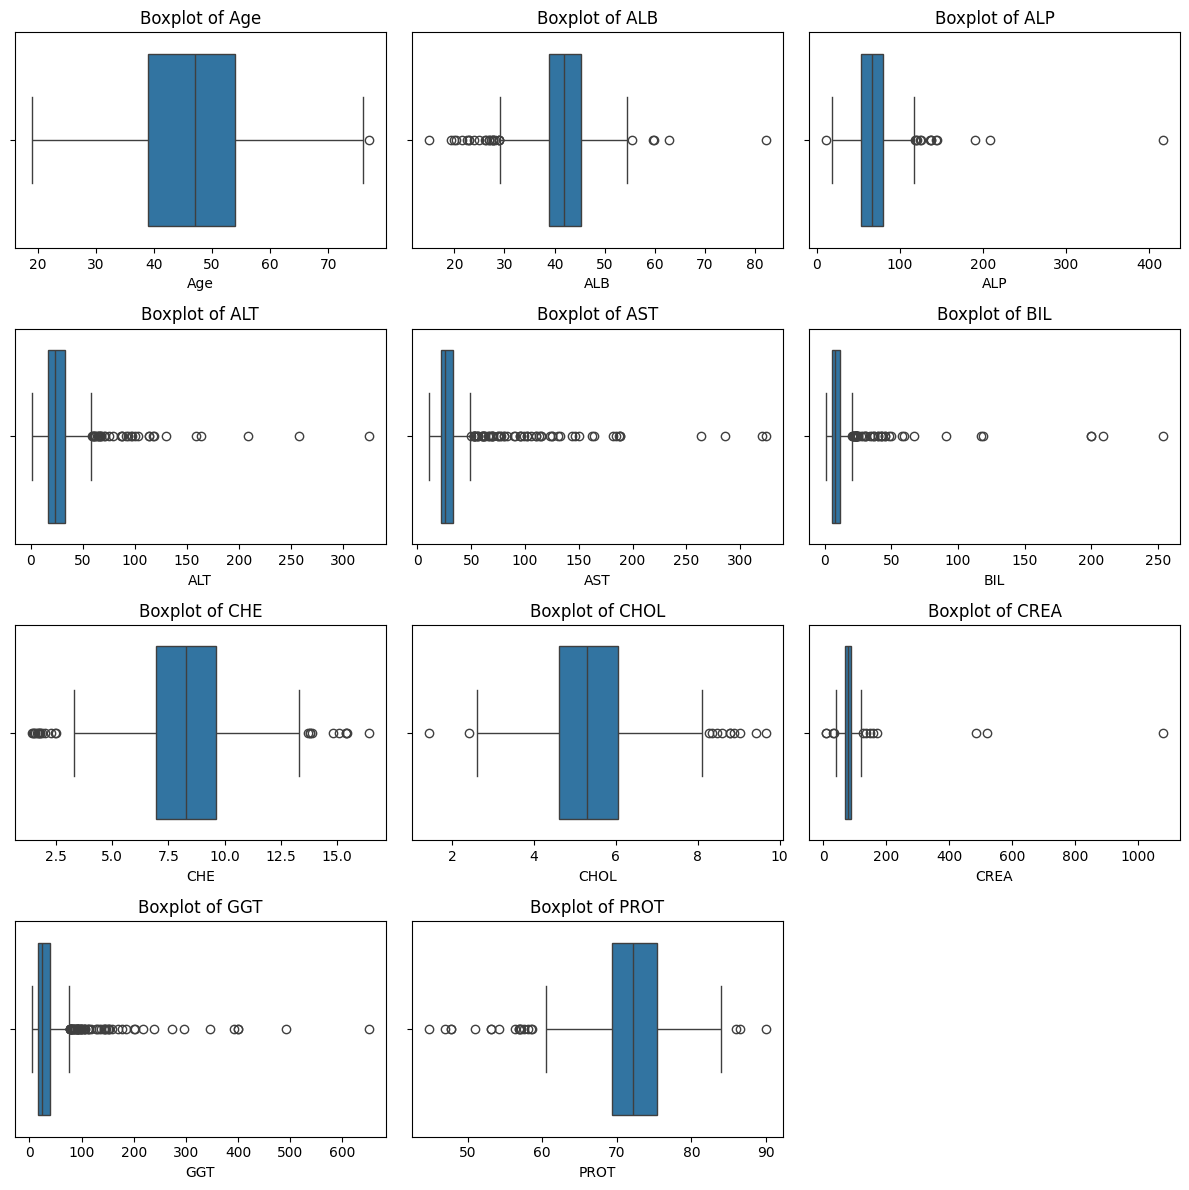 Boxplot of Age
Boxplot of ALB
Boxplot of ALP
20 30 40 50 60 70
20 30 40 50 60 70 80
0 100 200 300 400
Age
ALB
ALP
Boxplot of ALT
Boxplot of AST
Boxplot of BIL
0 50 100 150 200 250 300
0 50 100 150 200 250 300
0 50 100 150 200 250
ALT
AST
BIL
Boxplot of CHE
Boxplot of CHOL
Boxplot of CREA
2.5 5.0 7.5 10.0 12.5 15.0
2 4 6 8 10
0 200 400 600 800 1000
CHE
CHOL
CREA
Boxplot of GGT
Boxplot of PROT
0 100 200 300 400 500 600
50 60 70 80 90
GGT
PROT